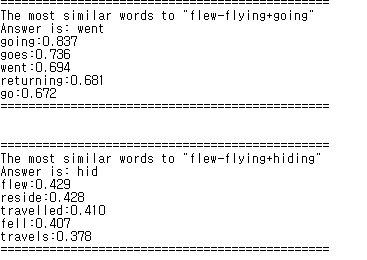 ===============================================
The most similar words to "flew-flying+going"
Answer is: went
going:0.837
goes:0.736
went:0.694
returning:0.681
go:0.672
===============================================
===============================================
The most similar words to "flew-flying+hiding"
Answer is: hid
flew:0.429
reside:0.428
travelled:0.410
fell:0.407
travels:0.378
===============================================